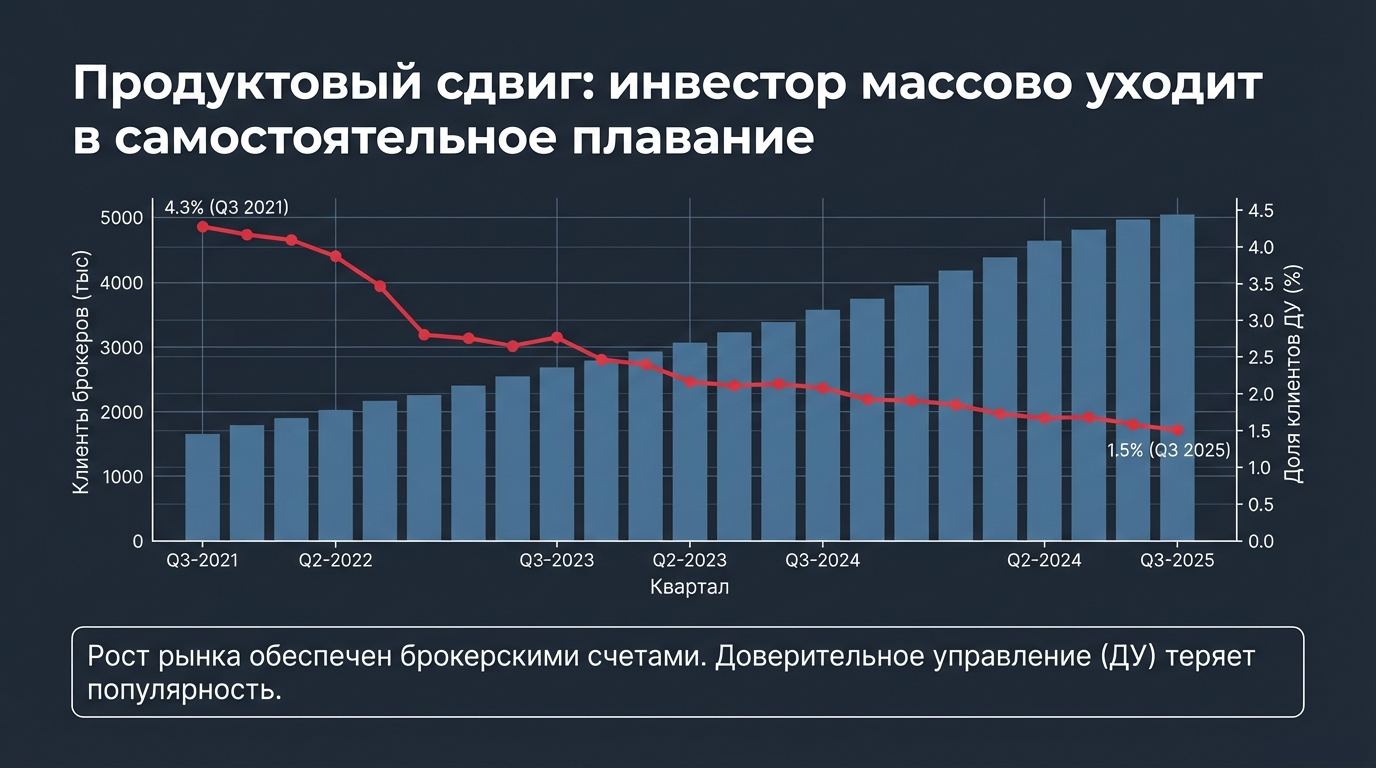 Продуктовый сдвиг: инвестор массово уходит
в самостоятельное плавание
4.3% (Q3 2021)
Клиенты брокеров (тыс)
5000
4000
3000
2000
1000
0
4.5
4.0
3.5
3.0
2.5
2.0
1.5
1.0
0.5
0.0
Доля клиентов ДУ (%)
1.5% (Q3 2025)
Q3-2021 Q2-2022 Q3-2023 Q2-2023 Q3-2024 Q2-2024 Q3-2025
Квартал
Рост рынка обеспечен брокерскими счетами. Доверительное управление (ДУ) теряет
популярность.